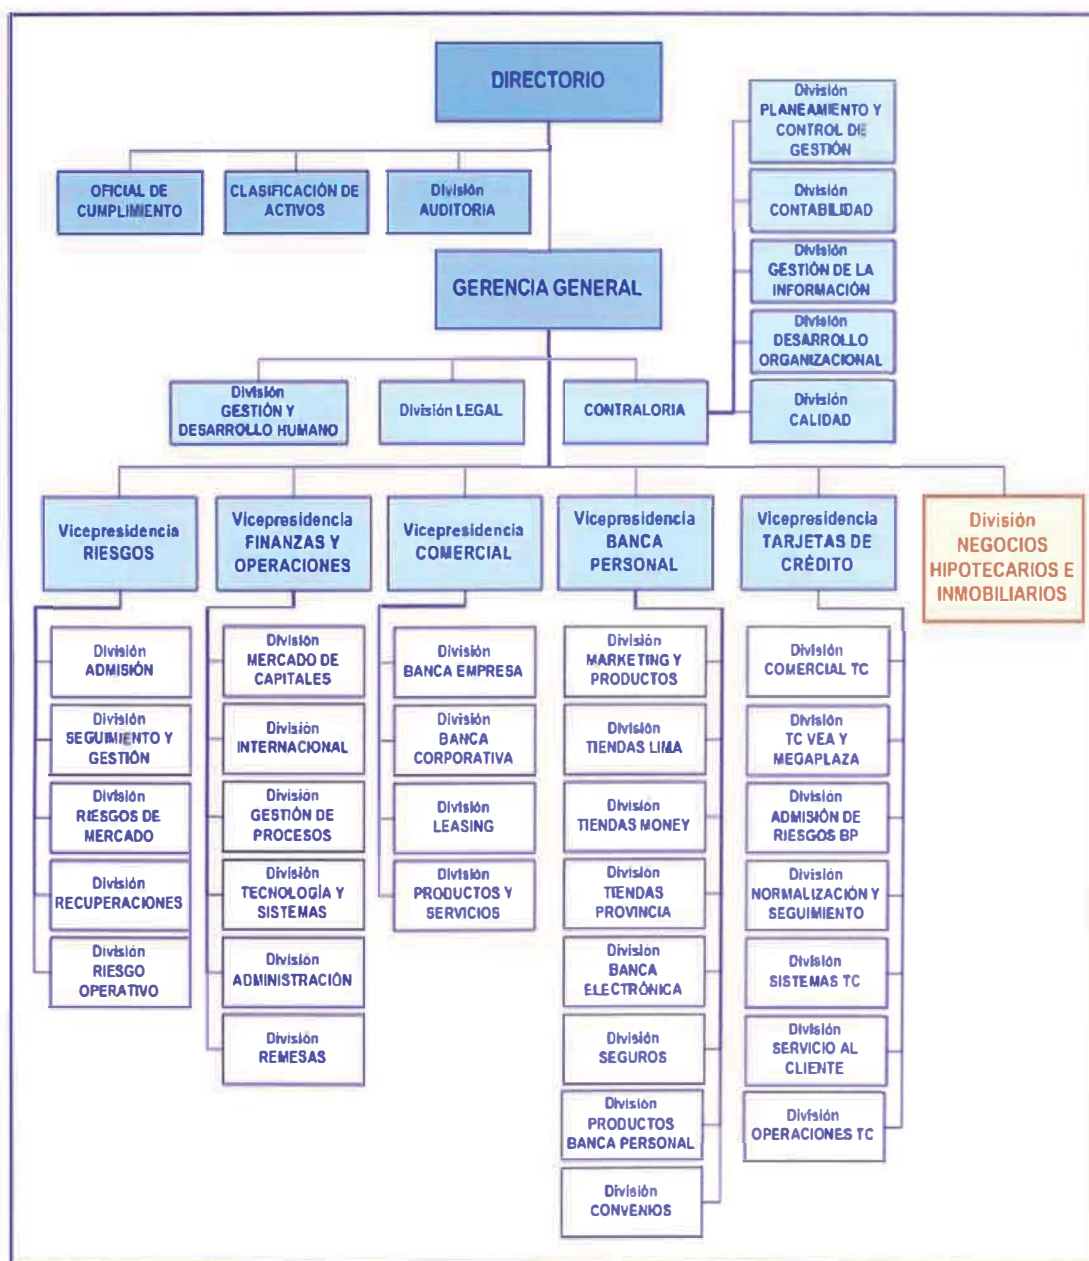 DIRECTORIO
OFICIAL DE
CUMPLIMIENTO
CLASIFICACIÓN DE
ACTIVOS
División
AUDITORIA
GERENCIA GENERAL
División
PLANEAMIENTO Y
CONTROL DE
GESTIÓN
División
CONTABILIDAD
División
GESTIÓN DE LA
INFORMACIÓN
División
DESARROLLO
ORGANIZACIONAL
División
CALIDAD
División
GESTIÓN Y
DESARROLLO HUMANO
División LEGAL
CONTRALORIA
Vicepresidencia
RIESGOS
Vicepresidencia
FINANZAS Y
OPERACIONES
Vicepresidencia
COMERCIAL
Vicepresidencia
BANCA
PERSONAL
Vicepresidencia
TARJETAS DE
CRÉDITO
División
NEGOCIOS
HIPOTECARIOS E
INMOBILIARIOS
División
ADMISIÓN
División
SEGUIMIENTO Y
GESTIÓN
División
RIESGOS DE
MERCADO
División
RECUPERACIONES
División
RIESGO
OPERATIVO
División
MERCADO DE
CAPITALES
División
INTERNACIONAL
División
GESTIÓN DE
PROCESOS
División
TECNOLOGÍA Y
SISTEMAS
División
ADMINISTRACIÓN
División
REMESAS
División
BANCA EMPRESA
División
BANCA
CORPORATIVA
División
LEASING
División
PRODUCTOS Y
SERVICIOS
División
MARKETING Y
PRODUCTOS
División
TIENDAS LIMA
División
TIENDAS MONEY
División
TIENDAS
PROVINCIA
División
BANCA
ELECTRÓNICA
División
SEGUROS
División
PRODUCTOS
BANCA PERSONAL
División
CONVENIOS
División
COMERCIAL TC
División
TC VEA Y
MEGAPLAZA
División
ADMISIÓN DE
RIESGOS BP
División
NORMALIZACIÓN Y
SEGUIMIENTO
División
SISTEMAS TC
División
SERVICIO AL
CLIENTE
División
OPERACIONES TC